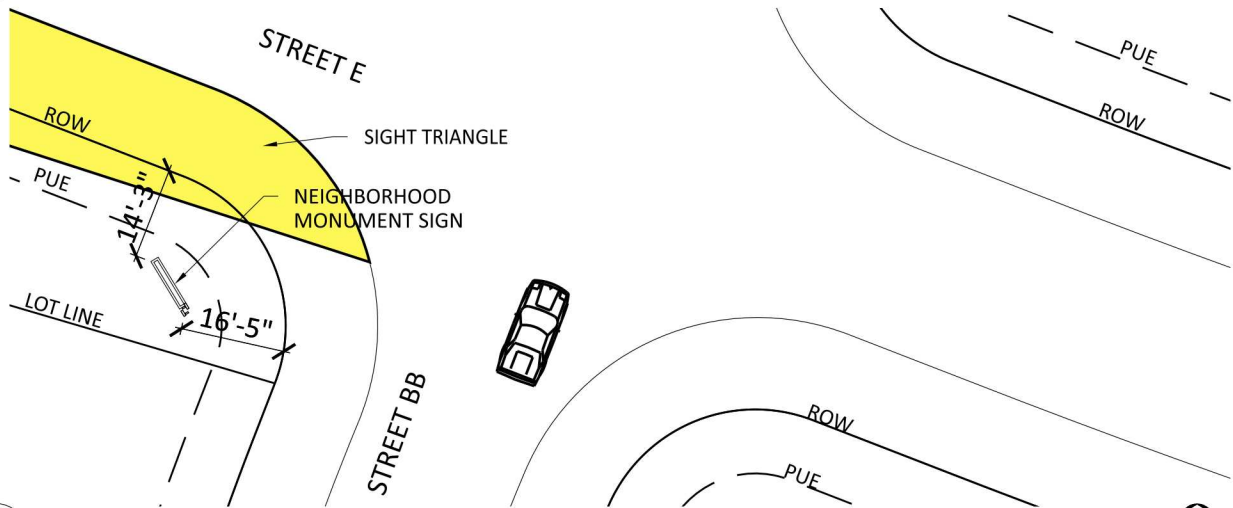 STREET E
PUE
ROW
ROW
SIGHT TRIANGLE
PUE
NEIGHBORHOOD
MONUMENT SIGN
14'-3"
LOT LINE
16'-5"
STREET BB
ROW
PUE